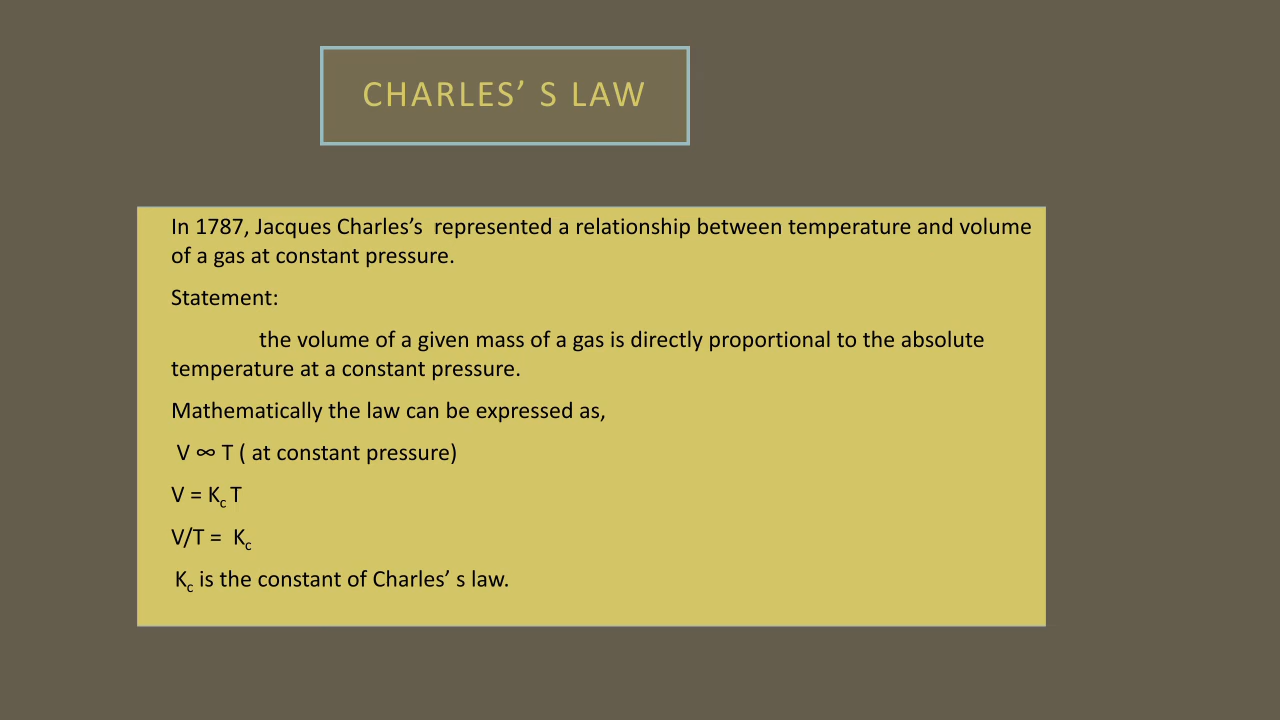 CHARLES’ S LAW
In 1787, Jacques Charles’s  represented a relationship between temperature and volume
of a gas at constant pressure.
Statement:
the volume of a given mass of a gas is directly proportional to the absolute
temperature at a constant pressure.
Mathematically the law can be expressed as,
V ∞ T ( at constant pressure)
V = Kc T
V/T =  Kc
Kc is the constant of Charles’ s law.